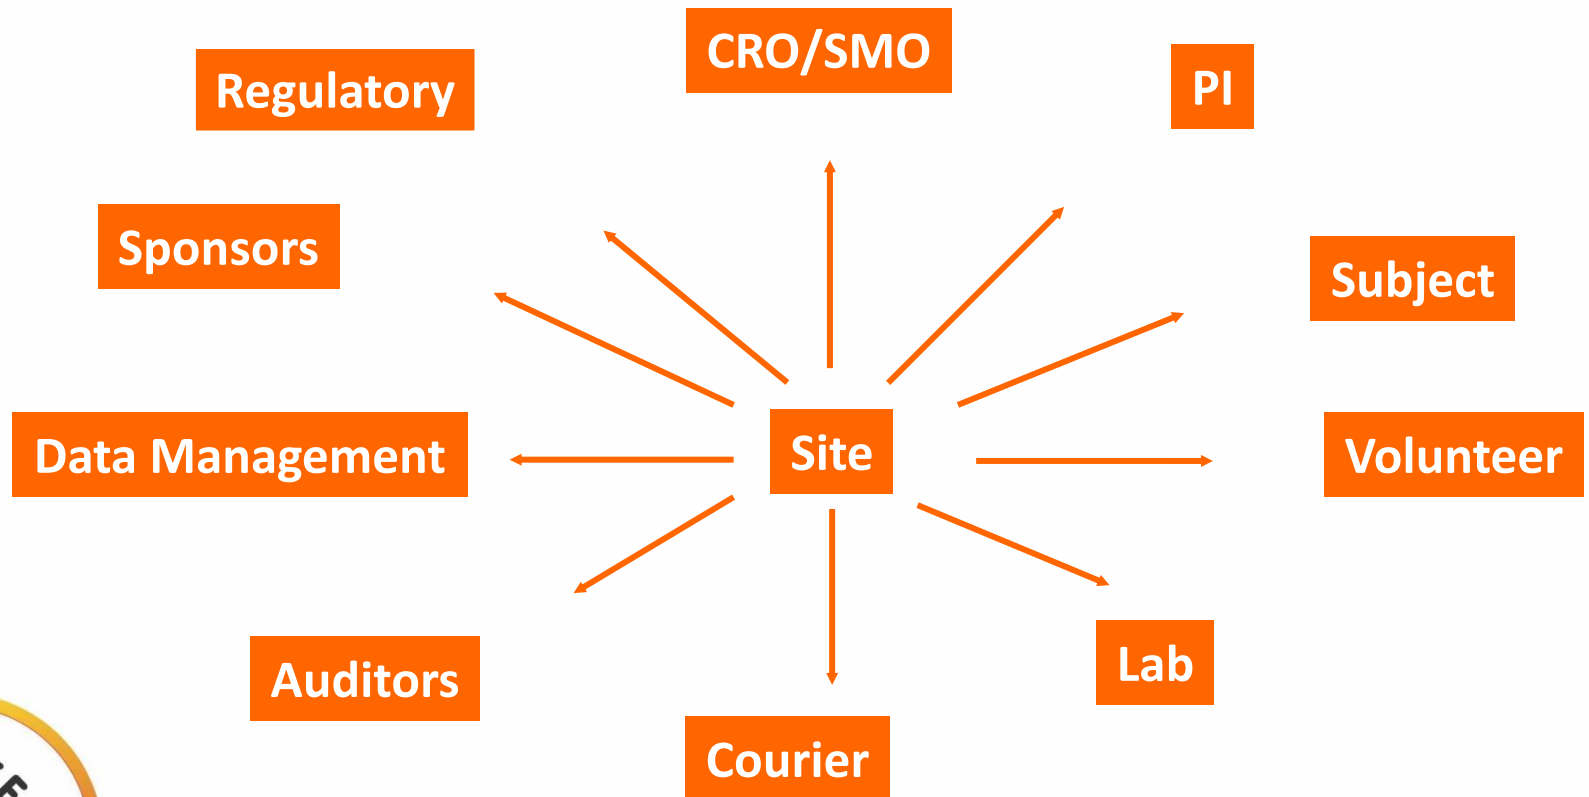 CRO/SMO
Regulatory
PI
Sponsors
Subject
Data Management
Site
Volunteer
Auditors
Lab
Courier